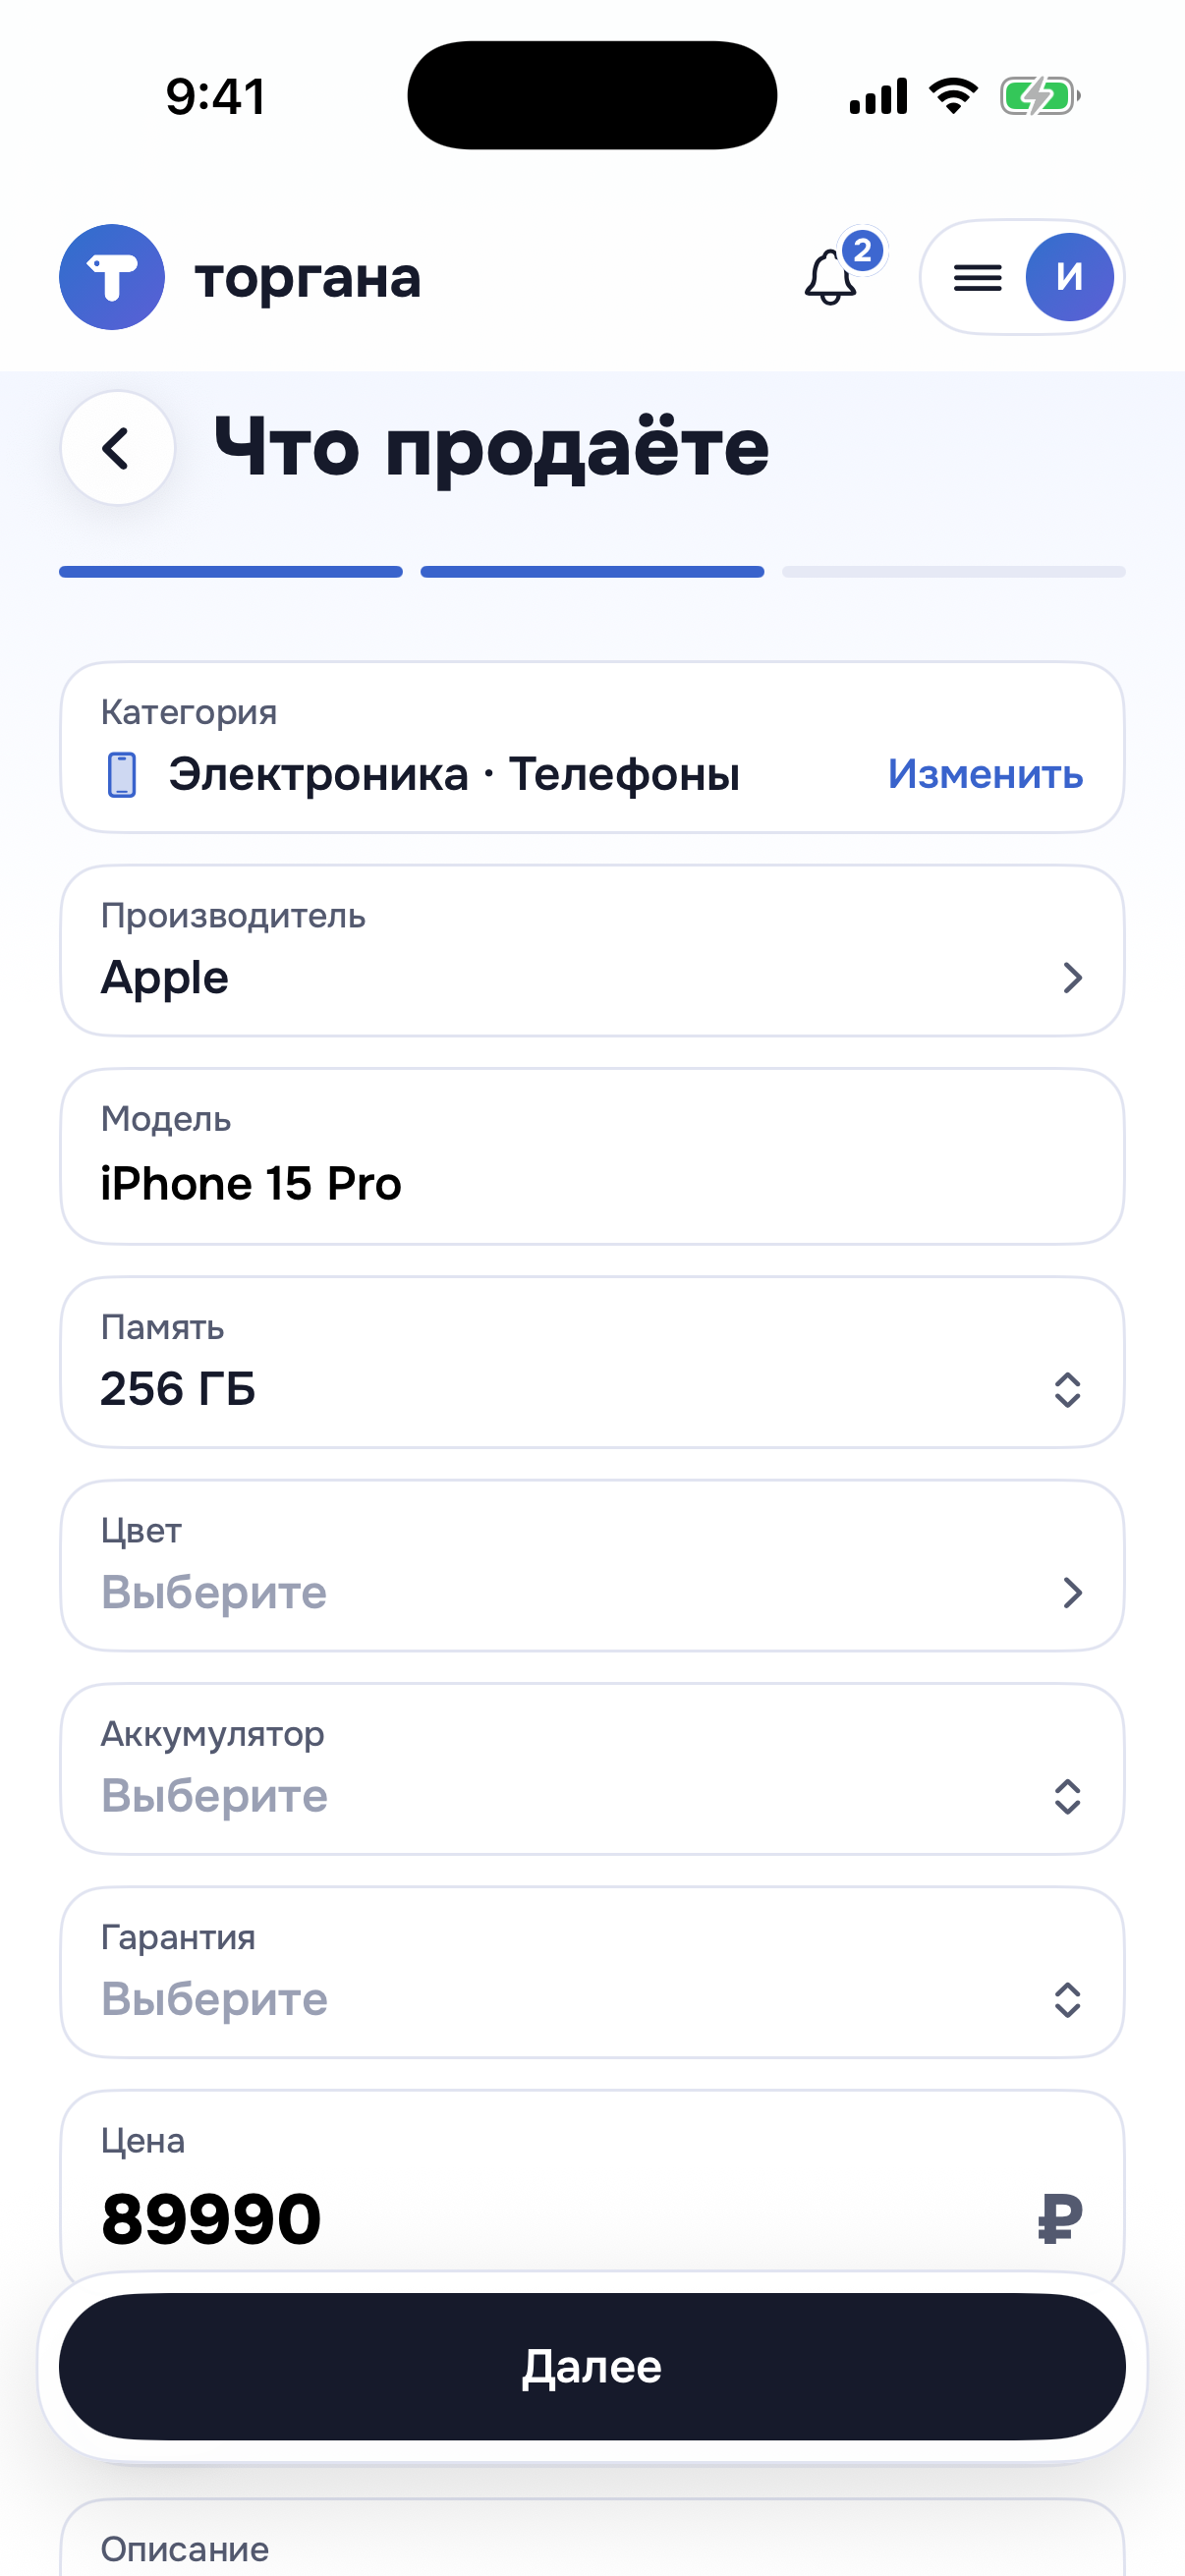 9:41
торгана
2
И
Что продаёте
Категория
Электроника · Телефоны
Изменить
Производитель
Apple
Модель
iPhone 15 Pro
Память
256 ГБ
Цвет
Выберите
Аккумулятор
Выберите
Гарантия
Выберите
Цена
89990 ₽
Далее
Описание